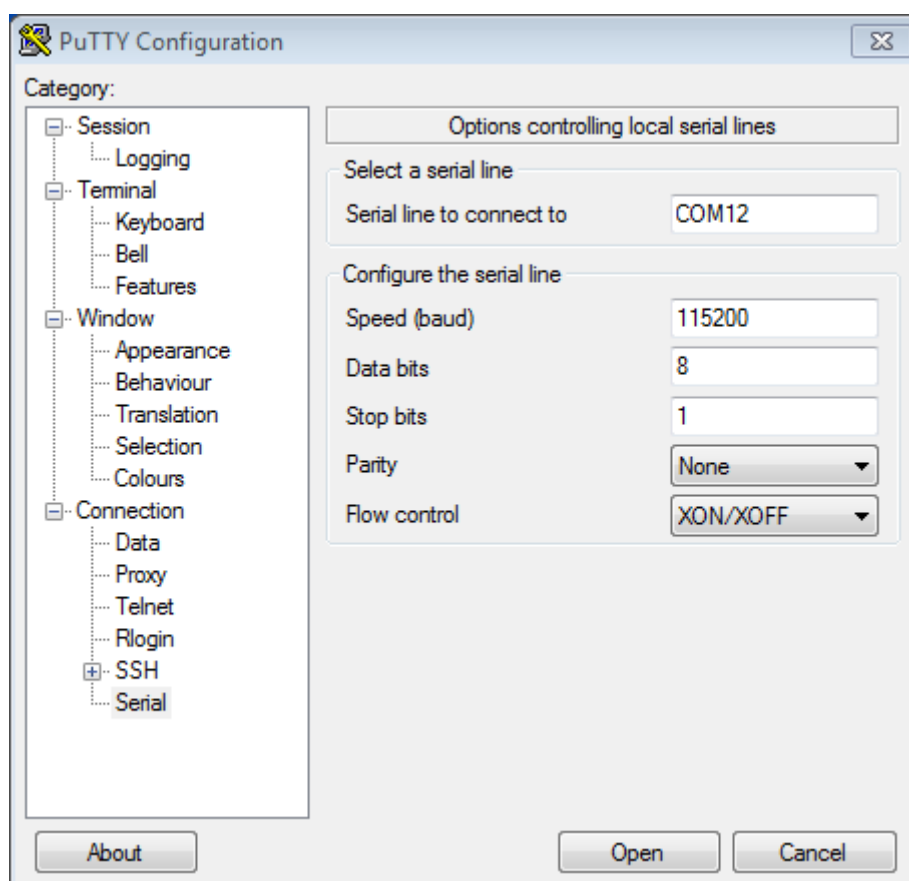 PuTTY Configuration
Category:
Session
Logging
Terminal
Keyboard
Bell
Features
Window
Appearance
Behaviour
Translation
Selection
Colours
Connection
Data
Proxy
Telnet
Rlogin
SSH
Serial
Options controlling local serial lines
Select a serial line
Serial line to connect to COM12
Configure the serial line
Speed (baud) 115200
Data bits 8
Stop bits 1
Parity None
Flow control XON/XOFF
About Open Cancel